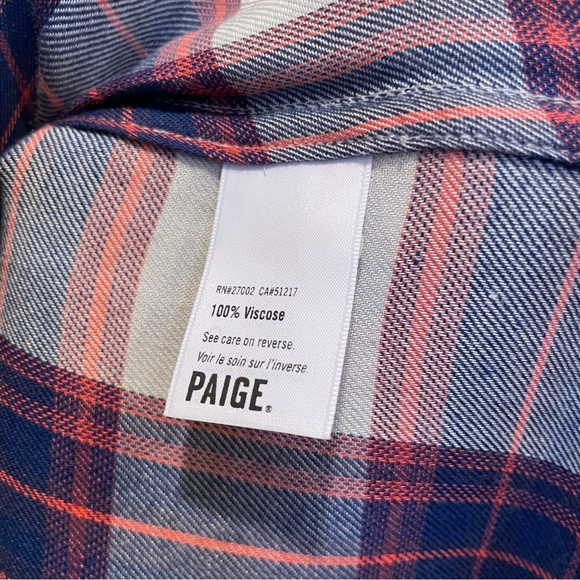 RN#27002 CA#51217
100% Viscose
See care on reverse.
Voir le soin sur l'inverse.
PAIGE®